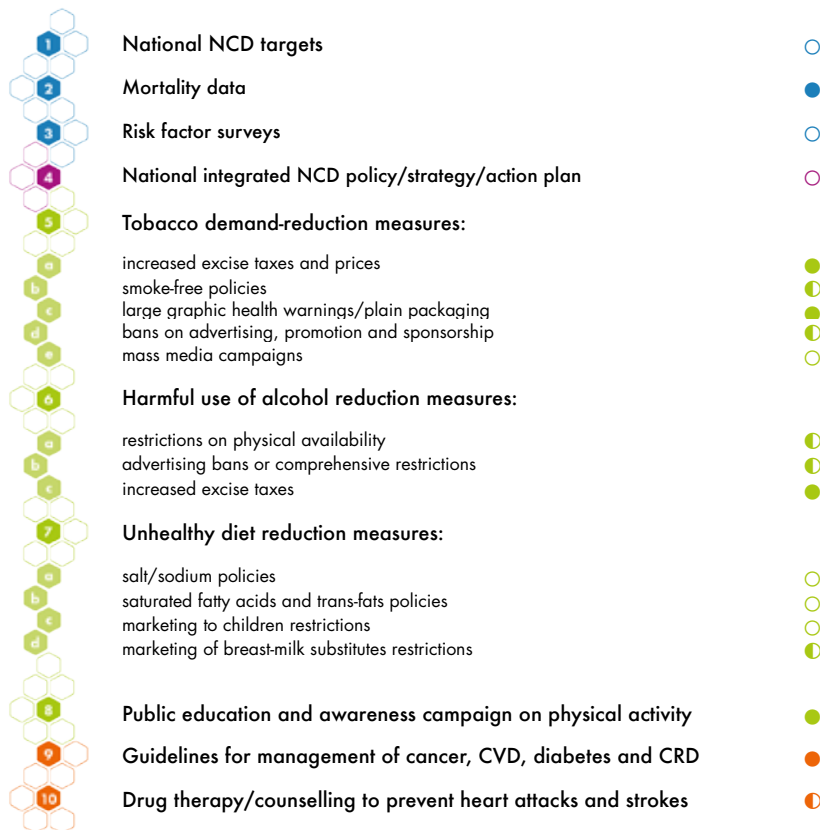 1 National NCD targets
2 Mortality data
3 Risk factor surveys
4 National integrated NCD policy/strategy/action plan
5 Tobacco demand-reduction measures:
a increased excise taxes and prices
b smoke-free policies
c large graphic health warnings/plain packaging
d bans on advertising, promotion and sponsorship
e mass media campaigns
6 Harmful use of alcohol reduction measures:
a restrictions on physical availability
b advertising bans or comprehensive restrictions
c increased excise taxes
7 Unhealthy diet reduction measures:
a salt/sodium policies
b saturated fatty acids and trans-fats policies
c marketing to children restrictions
d marketing of breast-milk substitutes restrictions
8 Public education and awareness campaign on physical activity
9 Guidelines for management of cancer, CVD, diabetes and CRD
10 Drug therapy/counselling to prevent heart attacks and strokes